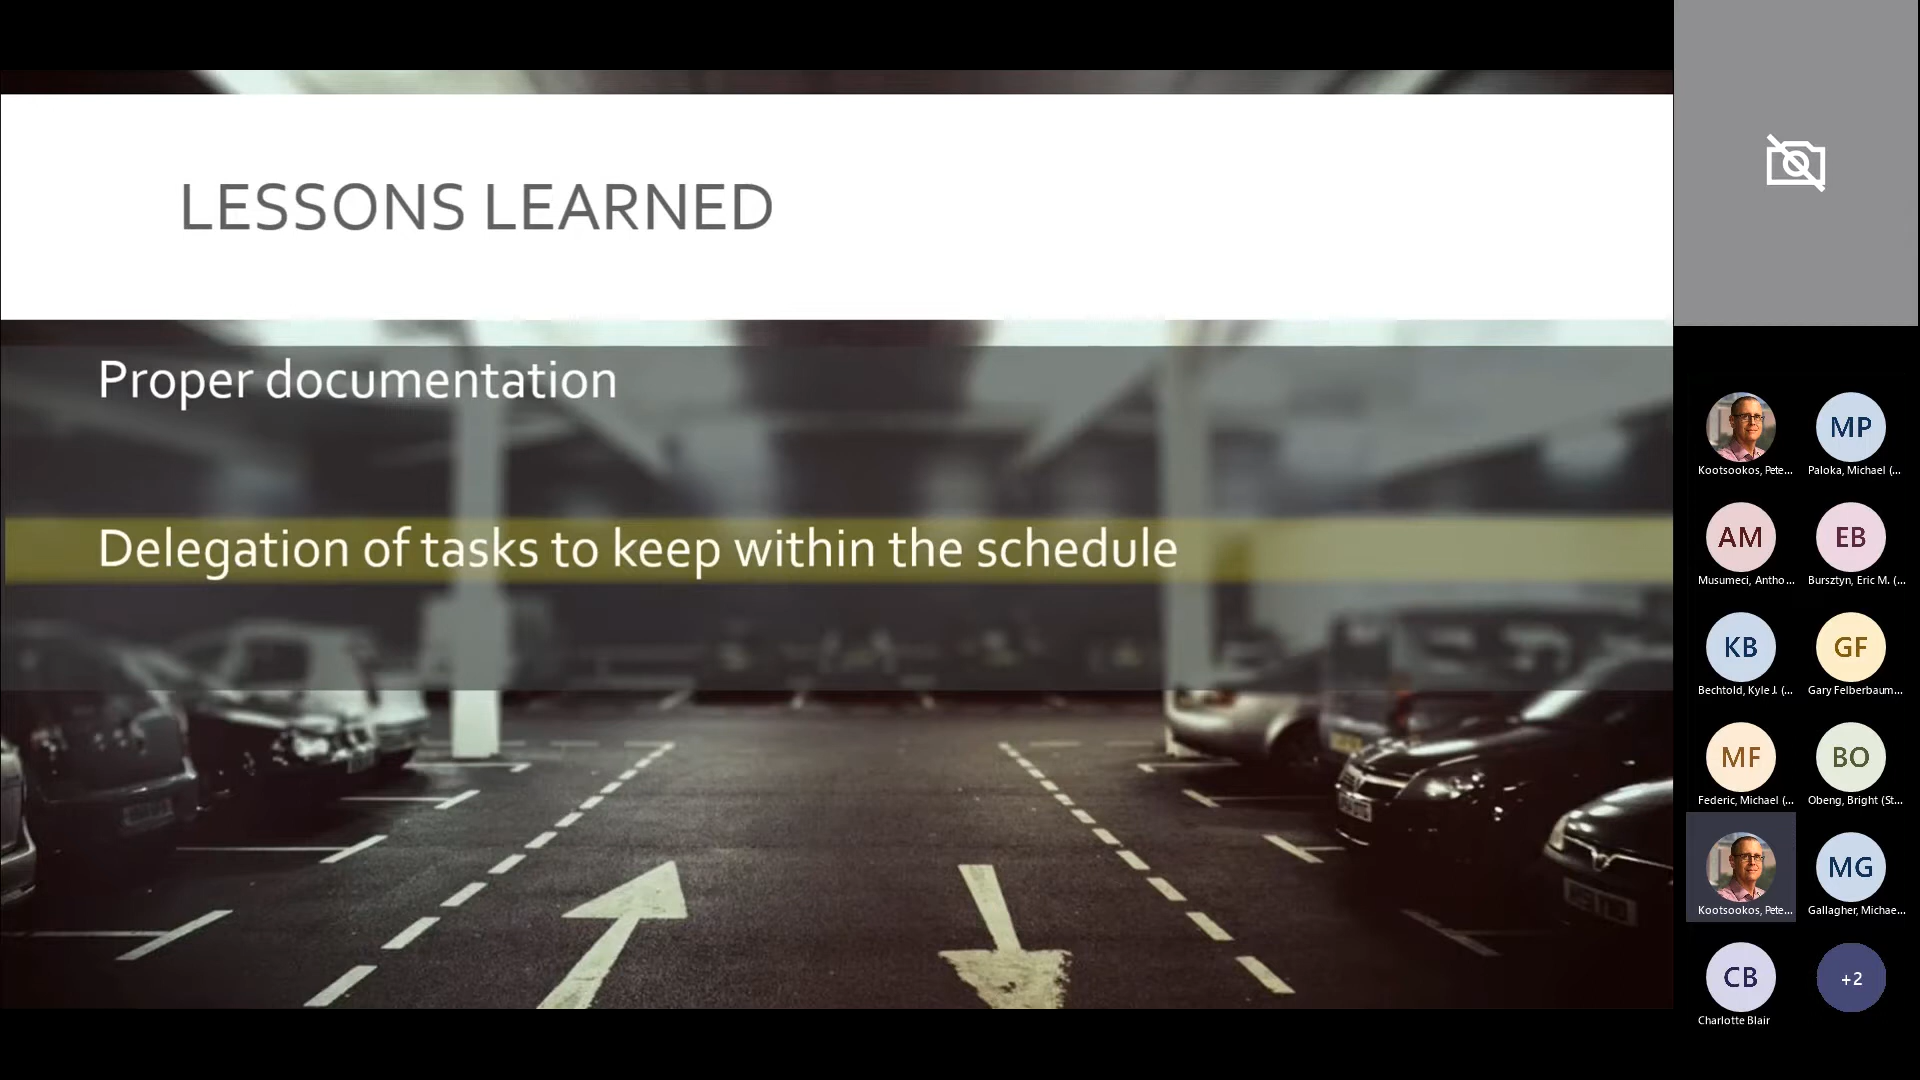 LESSONS LEARNED
Proper documentation
Delegation of tasks to keep within the schedule
Kootsookos, Pete...
MP
Paloka, Michael (...
AM
Musumeci, Antho...
EB
Bursztyn, Eric M. (...
KB
Bechtold, Kyle J. (...
GF
Gary Felberbaum...
MF
Federic, Michael (...
BO
Obeng, Bright (St...
Kootsookos, Pete...
MG
Gallagher, Michae...
CB
Charlotte Blair
+2